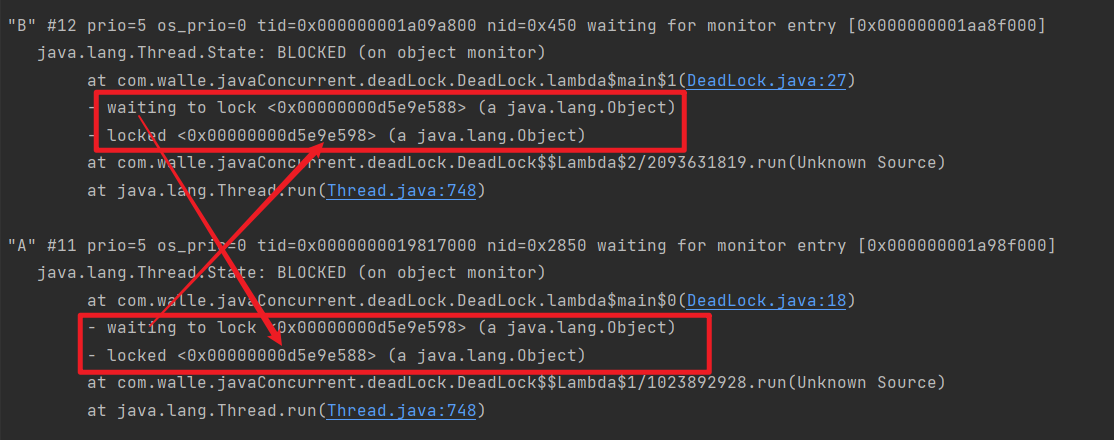 "B" #12 prio=5 os_prio=0 tid=0x000000001a09a800 nid=0x450 waiting for monitor entry [0x000000001aa8f000]
java.lang.Thread.State: BLOCKED (on object monitor)
at com.walle.javaConcurrent.deadLock.DeadLock.lambda$main$1(DeadLock.java:27)
- waiting to lock <0x00000000d5e9e588> (a java.lang.Object)
- locked <0x00000000d5e9e598> (a java.lang.Object)
at com.walle.javaConcurrent.deadLock.DeadLock$$Lambda$2/2093631819.run(Unknown Source)
at java.lang.Thread.run(Thread.java:748)
"A" #11 prio=5 os_prio=0 tid=0x0000000019817000 nid=0x2850 waiting for monitor entry [0x000000001a98f000]
java.lang.Thread.State: BLOCKED (on object monitor)
at com.walle.javaConcurrent.deadLock.DeadLock.lambda$main$0(DeadLock.java:18)
- waiting to lock <0x00000000d5e9e598> (a java.lang.Object)
- locked <0x00000000d5e9e588> (a java.lang.Object)
at com.walle.javaConcurrent.deadLock.DeadLock$$Lambda$1/1023892928.run(Unknown Source)
at java.lang.Thread.run(Thread.java:748)